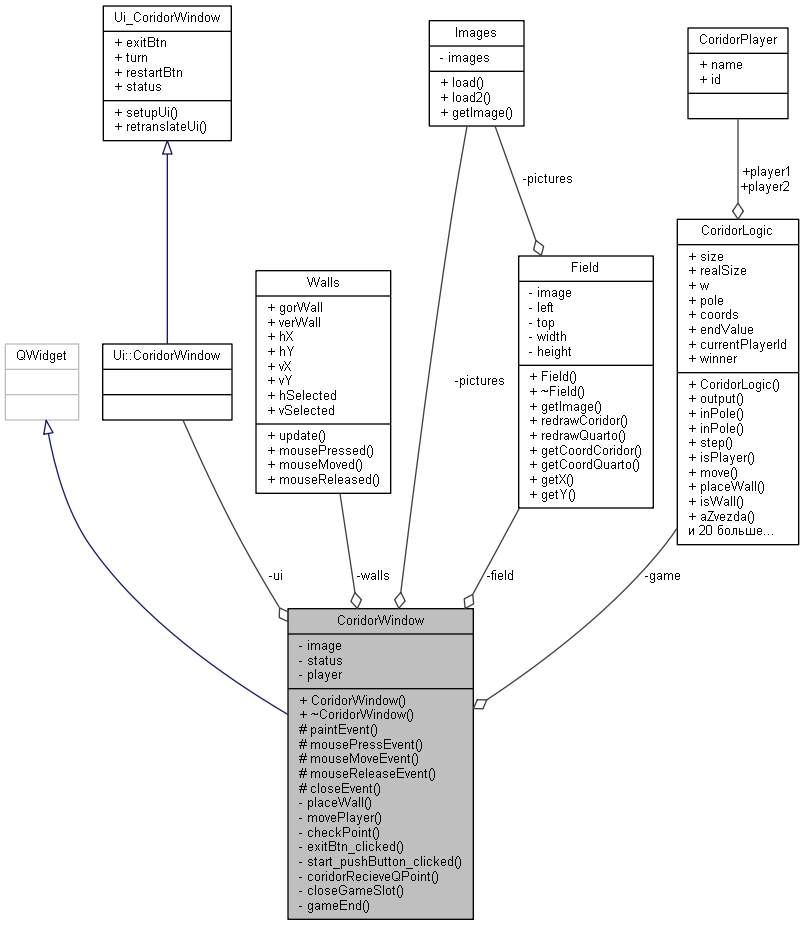 Ui_CoridorWindow
+ exitBtn
+ turn
+ restartBtn
+ status
+ setupUi()
+ retranslateUi()
Images
- images
+ load()
+ load2()
+ getImage()
CoridorPlayer
+ name
+ id
-pictures
+player1
+player2
Walls
+ gorWall
+ verWall
+ hX
+ hY
+ vX
+ vY
+ hSelected
+ vSelected
+ update()
+ mousePressed()
+ mouseMoved()
+ mouseReleased()
Field
- image
- left
- top
- width
- height
+ Field()
+ ~Field()
+ getImage()
+ redrawCoridor()
+ redrawQuarto()
+ getCoordCoridor()
+ getCoordQuarto()
+ getX()
+ getY()
CoridorLogic
+ size
+ realSize
+ w
+ pole
+ coords
+ endValue
+ currentPlayerId
+ winner
+ CoridorLogic()
+ output()
+ inPole()
+ inPole()
+ step()
+ isPlayer()
+ move()
+ placeWall()
+ isWall()
+ aZvezda()
и 20 больше...
QWidget
Ui::CoridorWindow
-pictures
-ui
-walls
-field
-game
CoridorWindow
- image
- status
- player
+ CoridorWindow()
+ ~CoridorWindow()
# paintEvent()
# mousePressEvent()
# mouseMoveEvent()
# mouseReleaseEvent()
# closeEvent()
- placeWall()
- movePlayer()
- checkPoint()
- exitBtn_clicked()
- start_pushButton_clicked()
- coridorRecieveQPoint()
- closeGameSlot()
- gameEnd()